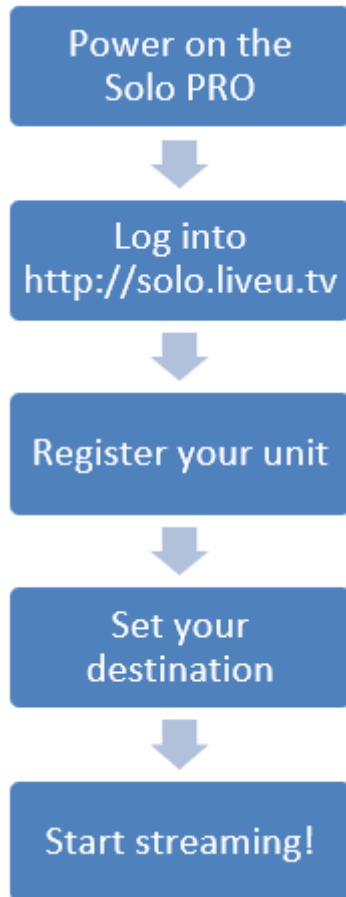 Power on the
Solo PRO
Log into
http://solo.liveu.tv
Register your unit
Set your
destination
Start streaming!